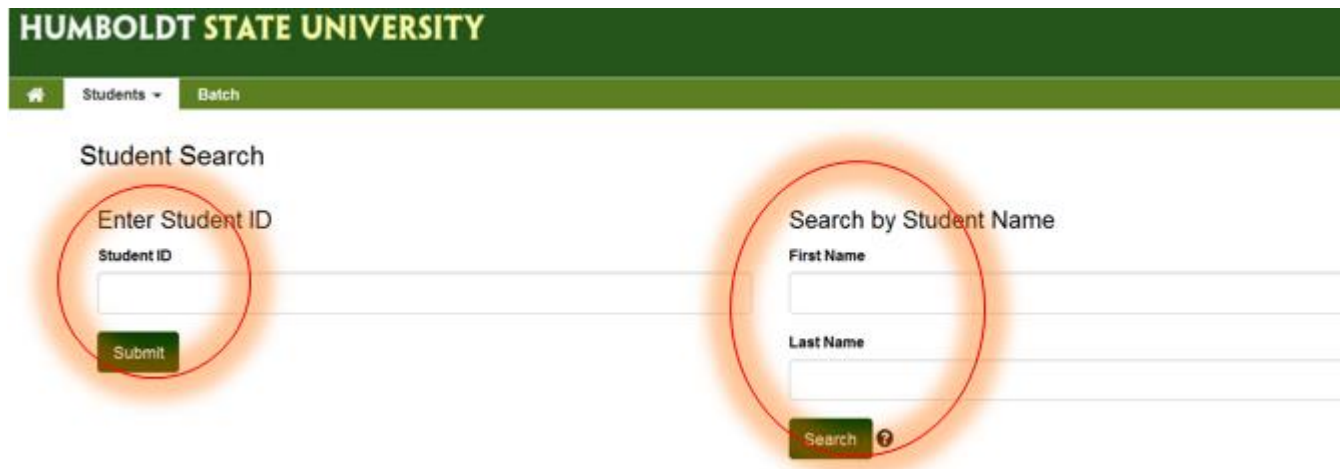 HUMBOLDT STATE UNIVERSITY
Students Batch
Student Search
Enter Student ID
Student ID
Submit
Search by Student Name
First Name
Last Name
Search ?